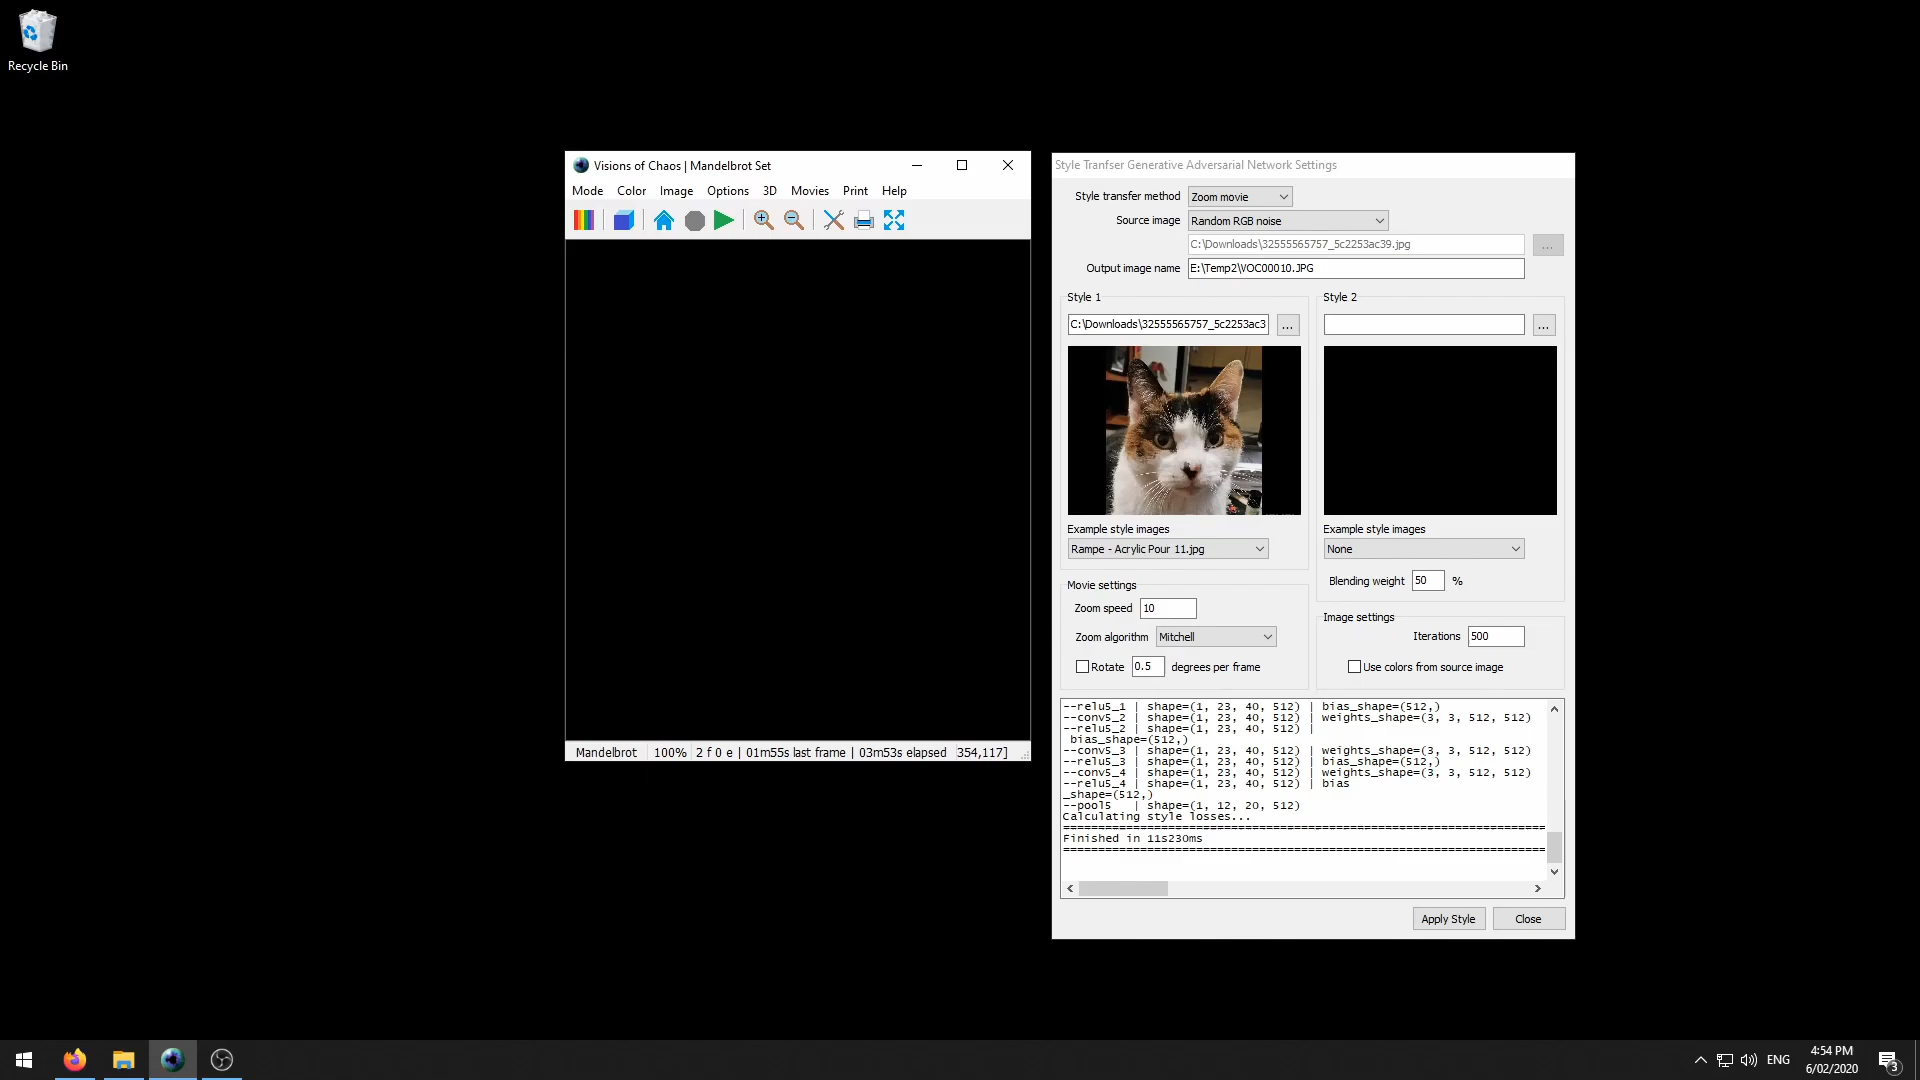 Recycle Bin
Visions of Chaos | Mandelbrot Set
Mode Color Image Options 3D Movies Print Help
Mandelbrot 100% 2 f 0 e | 01m55s last frame | 03m53s elapsed 354,117]
Style Tranfser Generative Adversarial Network Settings
Style transfer method Zoom movie
Source image Random RGB noise
C:\Downloads\32555565757_5c2253ac39.jpg ...
Output image name E:\Temp2\VOC00010.JPG
Style 1
C:\Downloads\32555565757_5c2253ac3 ...
Example style images
Rampe - Acrylic Pour 11.jpg
Style 2
...
Example style images
None
Blending weight 50 %
Movie settings
Zoom speed 10
Zoom algorithm Mitchell
Rotate 0.5 degrees per frame
Image settings
Iterations 500
Use colors from source image
--relu5_1 | shape=(1, 23, 40, 512) | bias_shape=(512,)
--conv5_2 | shape=(1, 23, 40, 512) | weights_shape=(3, 3, 512, 512)
--relu5_2 | shape=(1, 23, 40, 512) |
bias_shape=(512,)
--conv5_3 | shape=(1, 23, 40, 512) | weights_shape=(3, 3, 512, 512)
--relu5_3 | shape=(1, 23, 40, 512) | bias_shape=(512,)
--conv5_4 | shape=(1, 23, 40, 512) | weights_shape=(3, 3, 512, 512)
--relu5_4 | shape=(1, 23, 40, 512) | bias
_shape=(512,)
--pool5 | shape=(1, 12, 20, 512)
Calculating style losses...
=====================================================================
Finished in 11s230ms
=====================================================================
Apply Style Close
ENG
4:54 PM
6/02/2020
3